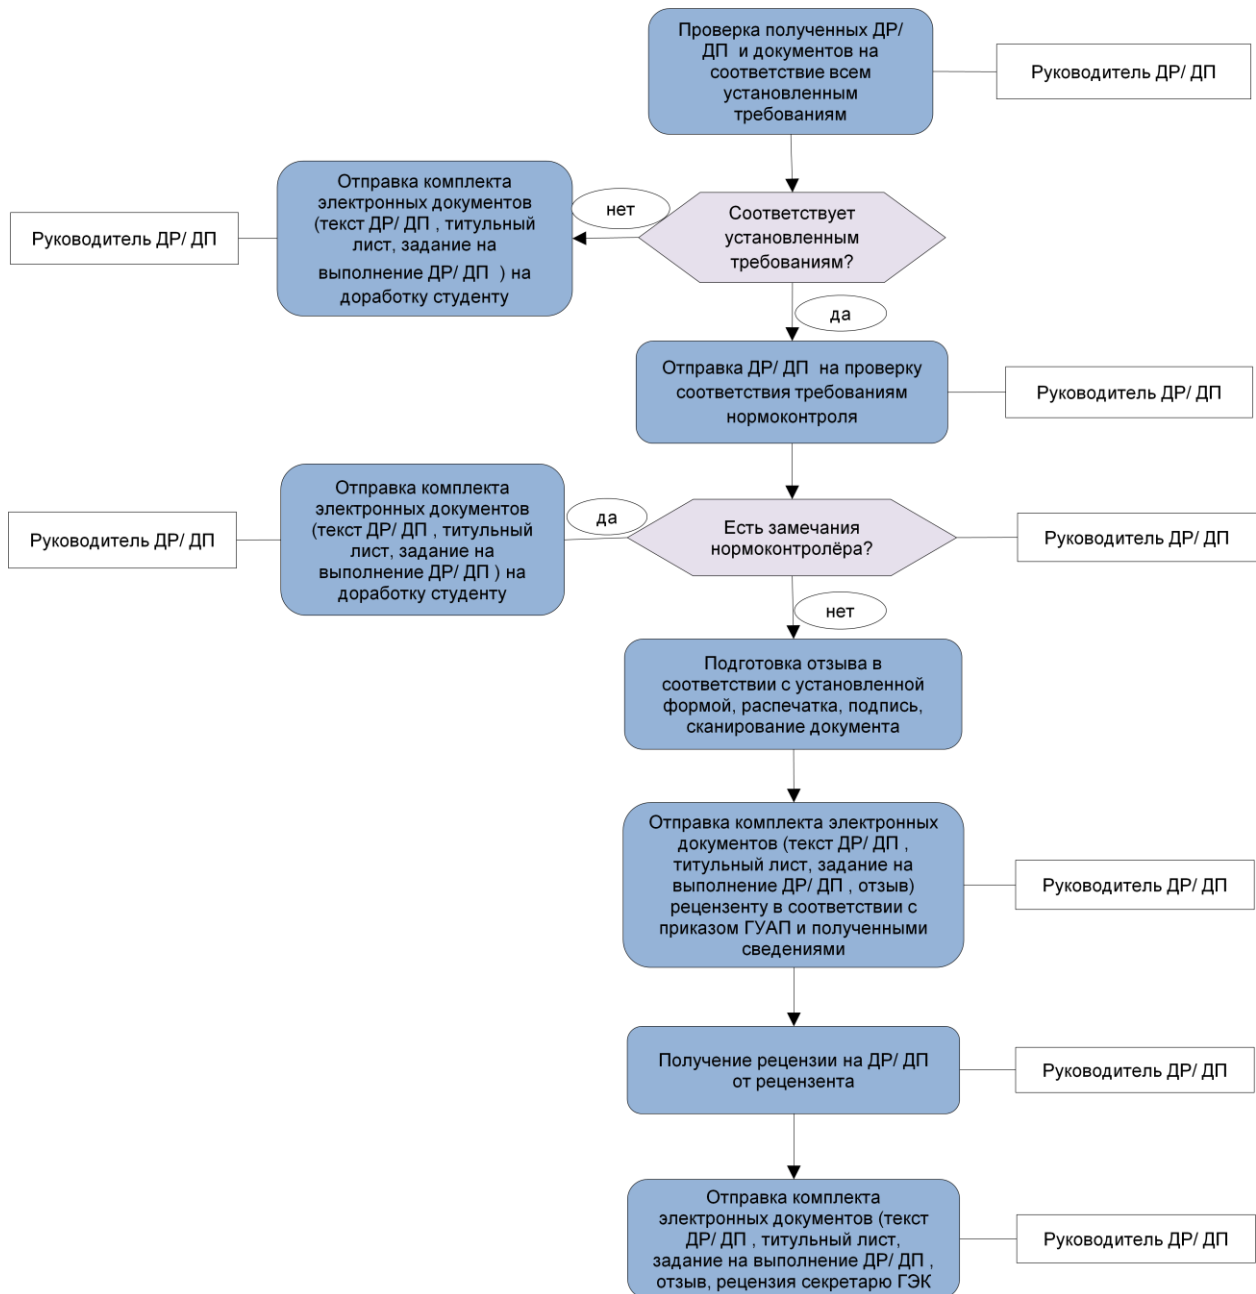 Проверка полученных ДР/
ДП и документов на
соответствие всем
установленным
требованиям
Руководитель ДР/ ДП
Отправка комплекта
электронных документов
(текст ДР/ ДП , титульный
лист, задание на
выполнение ДР/ ДП ) на
доработку студенту
Руководитель ДР/ ДП
нет
Соответствует
установленным
требованиям?
да
Отправка ДР/ ДП на проверку
соответствия требованиям
нормоконтроля
Руководитель ДР/ ДП
Отправка комплекта
электронных документов
(текст ДР/ ДП , титульный
лист, задание на
выполнение ДР/ ДП ) на
доработку студенту
Руководитель ДР/ ДП
да
Есть замечания
нормоконтролёра?
Руководитель ДР/ ДП
нет
Подготовка отзыва в
соответствии с установленной
формой, распечатка, подпись,
сканирование документа
Отправка комплекта электронных
документов (текст ДР/ ДП ,
титульный лист, задание на
выполнение ДР/ ДП , отзыв)
рецензенту в соответствии с
приказом ГУАП и полученными
сведениями
Руководитель ДР/ ДП
Получение рецензии на ДР/ ДП
от рецензента
Руководитель ДР/ ДП
Отправка комплекта
электронных документов (текст
ДР/ ДП , титульный лист,
задание на выполнение ДР/ ДП ,
отзыв, рецензия секретарю ГЭК
Руководитель ДР/ ДП